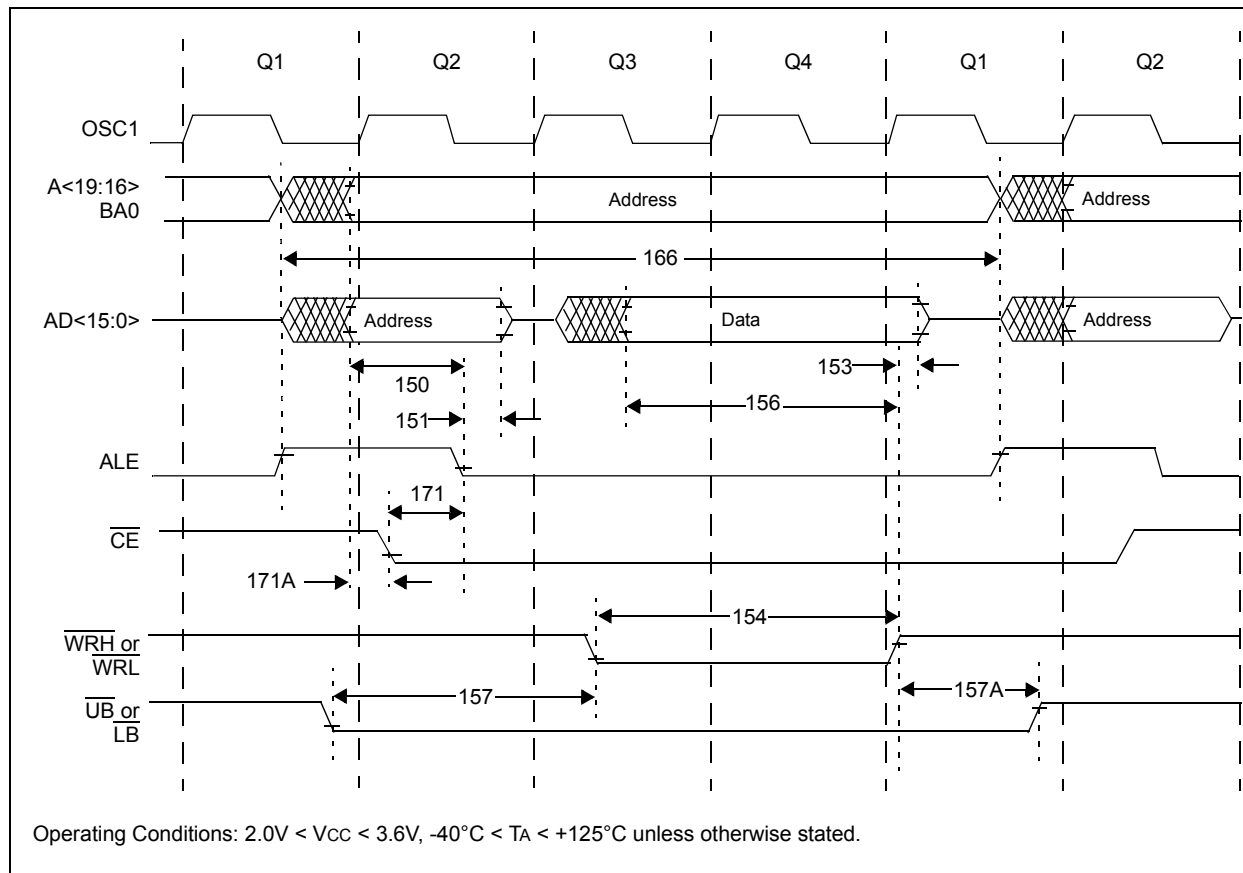 Q1 Q2 Q3 Q4 Q1 Q2
OSC1
A<19:16>
BA0
Address
Address
166
AD<15:0>
Address
Data
Address
150
153
151
156
ALE
171
CE
171A
154
WRH or
WRL
157
157A
UB or
LB
Operating Conditions: 2.0V < VCC < 3.6V, -40°C < TA < +125°C unless otherwise stated.